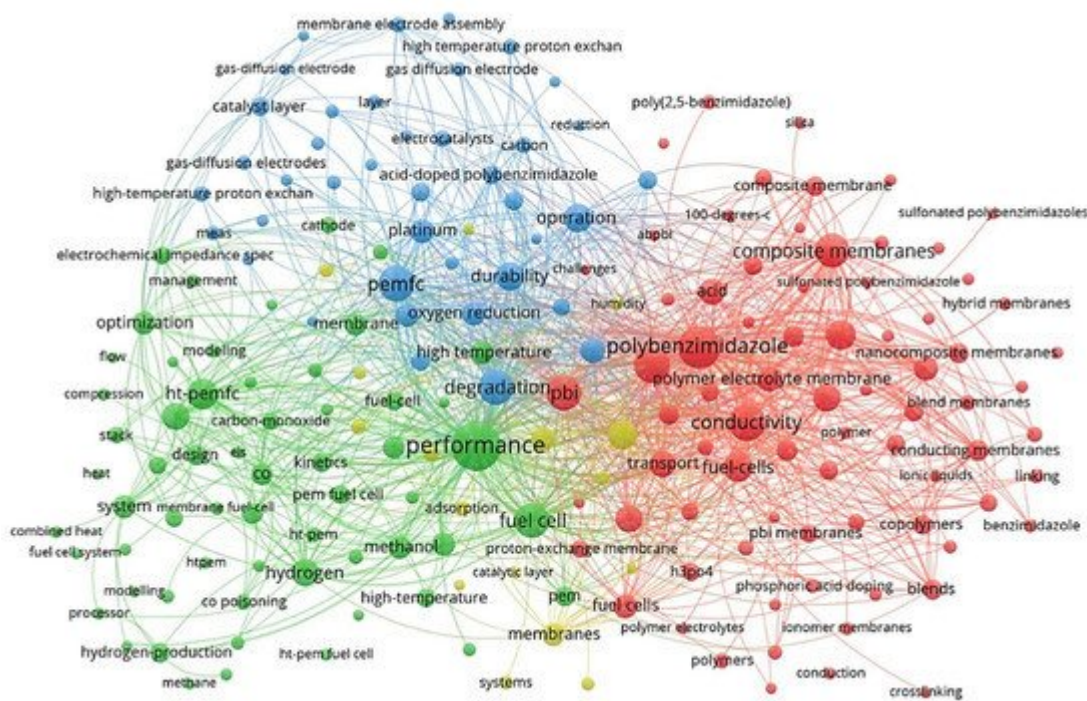 membrane electrode assembly
high temperature proton exchan
gas-diffusion electrode
gas diffusion electrode
catalyst layer
layer
poly(2,5-benzimidazole)
silica
reduction
electrocatalysts
carbon
gas-diffusion electrodes
acid-doped polybenzimidazole
high-temperature proton exchan
composite membrane
operation
100-degrees-c
sulfonated polybenzimidazoles
meas
cathode
platinum
abpbi
electrochemical impedance spec
composite membranes
management
pemfc
durability
challenges
acid
sulfonated polybenzimidazole
humidity
hybrid membranes
optimization
membrane
oxygen reduction
flow
modeling
high temperature
polybenzimidazole
nanocomposite membranes
polymer electrolyte membrane
compression
ht-pemfc
fuel-cell
degradation
pbi
blend membranes
carbon-monoxide
conductivity
stack
performance
polymer
design
eis
conducting membranes
heat
co
kinetics
transport
fuel-cells
ionic liquids
linking
pem fuel cell
system
membrane fuel-cell
adsorption
fuel cell
combined heat
ht-pem
pbi membranes
copolymers
benzimidazole
fuel cell system
methanol
proton-exchange membrane
htpem
hydrogen
catalytic layer
h3po4
modelling
phosphoric acid doping
blends
processor
co poisoning
high-temperature
pem
fuel cells
membranes
polymer electrolytes
ionomer membranes
hydrogen-production
ht-pem fuel cell
polymers
methane
systems
conduction
crosslinking